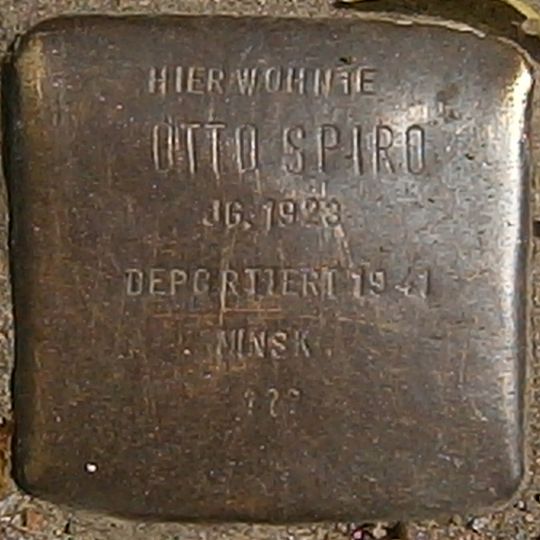 HIER WOHNTE
OTTO SPIRO
JG. 1923
DEPORTIERT 1941
MINSK
???